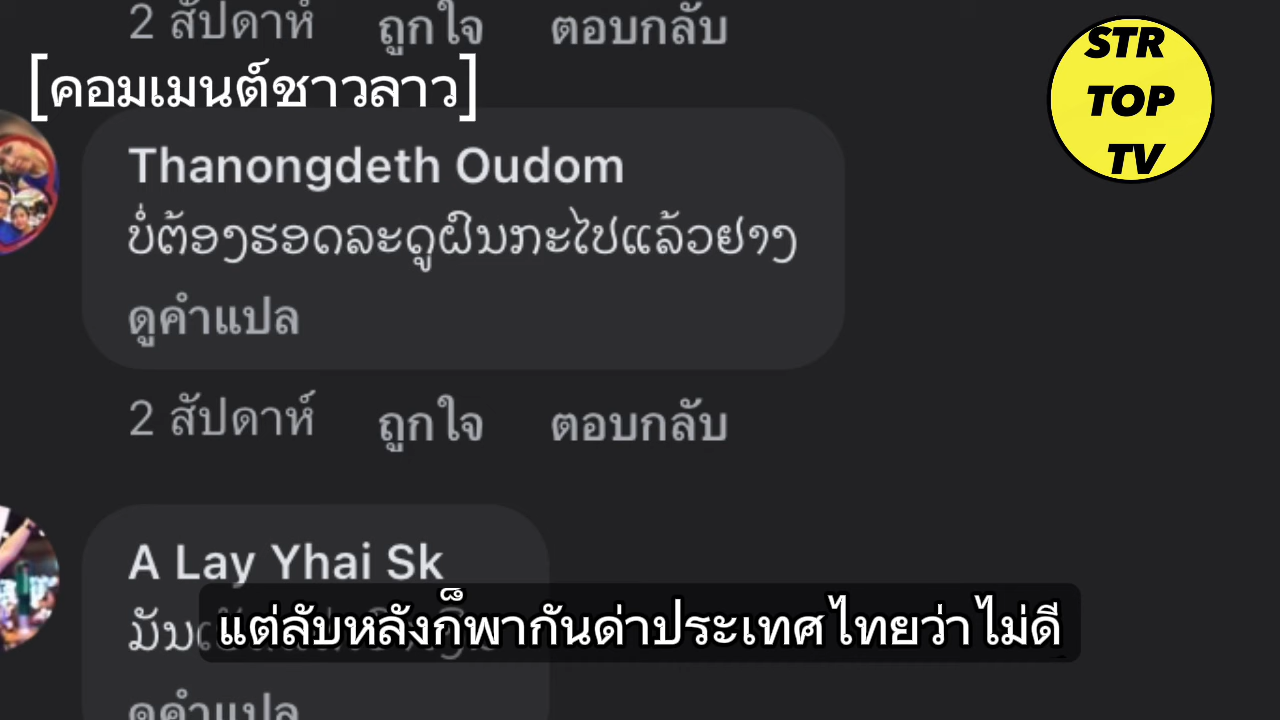 2 สัปดาห์ ถูกใจ ตอบกลับ
[คอมเมนต์ชาวลาว]
STR
TOP
TV
Thanongdeth Oudom
ບໍ່ຕ້ອງຮອດລະດູຝົນກະໄປແລ້ວຢາງ
ดูคำแปล
2 สัปดาห์ ถูกใจ ตอบกลับ
A Lay Yhai Sk
แต่ลับหลังก็พากันด่าประเทศไทยว่าไม่ดี
ดูคำแปล